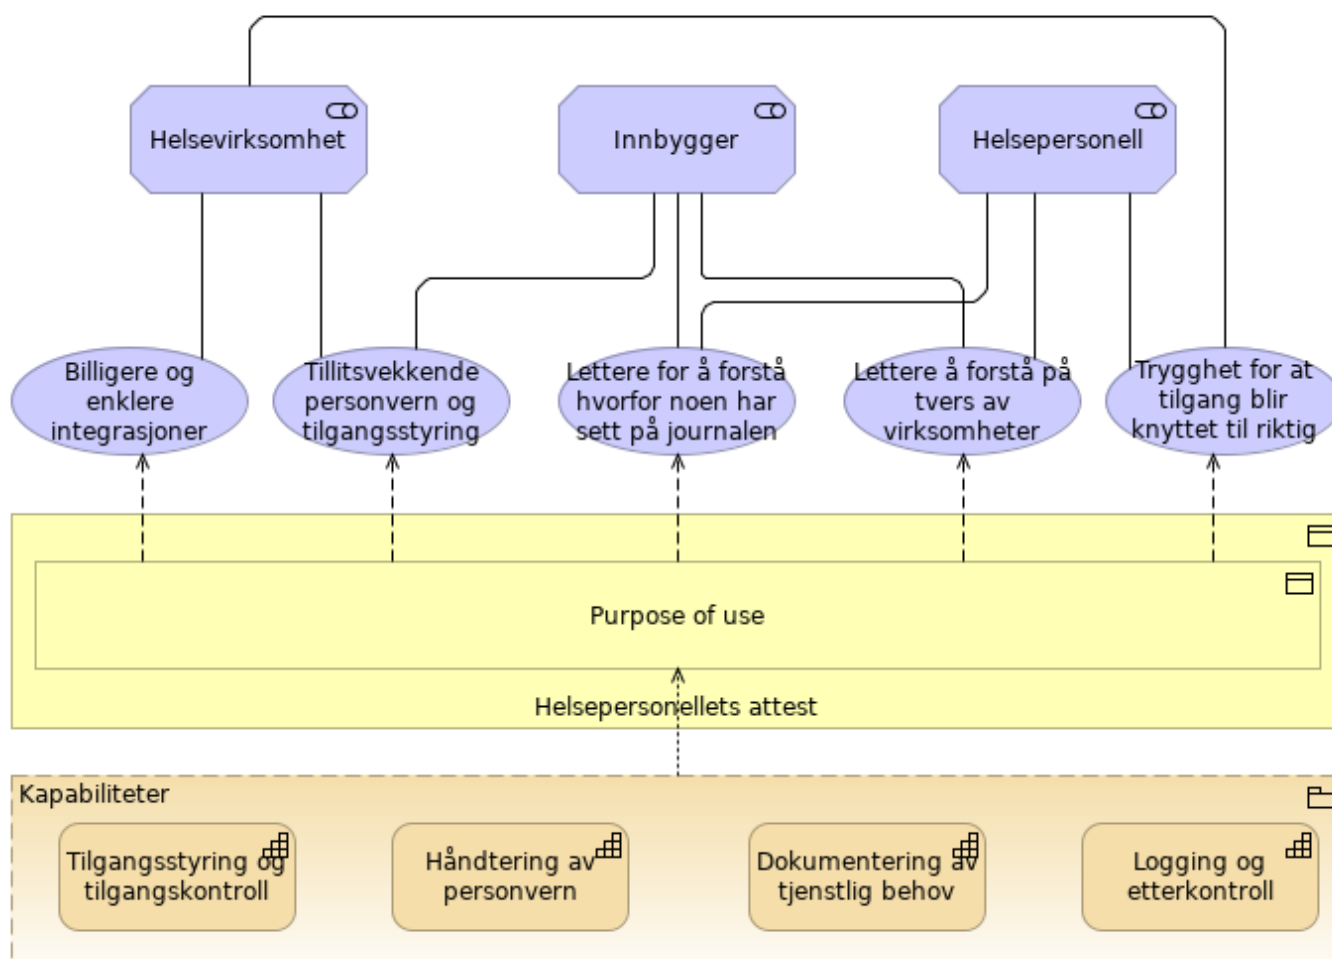 Helsevirksomhet
Innbygger
Helsepersonell
Billigere og
enklere
integrasjoner
Tillitsvekkende
personvern og
tilgangsstyring
Lettere for å forstå
hvorfor noen har
sett på journalen
Lettere å forstå på
tvers av
virksomheter
Trygghet for at
tilgang blir
knyttet til riktig
Purpose of use
Helsepersonellets attest
Kapabiliteter
Tilgangsstyring og
tilgangskontroll
Håndtering av
personvern
Dokumentering av
tjenstlig behov
Logging og
etterkontroll